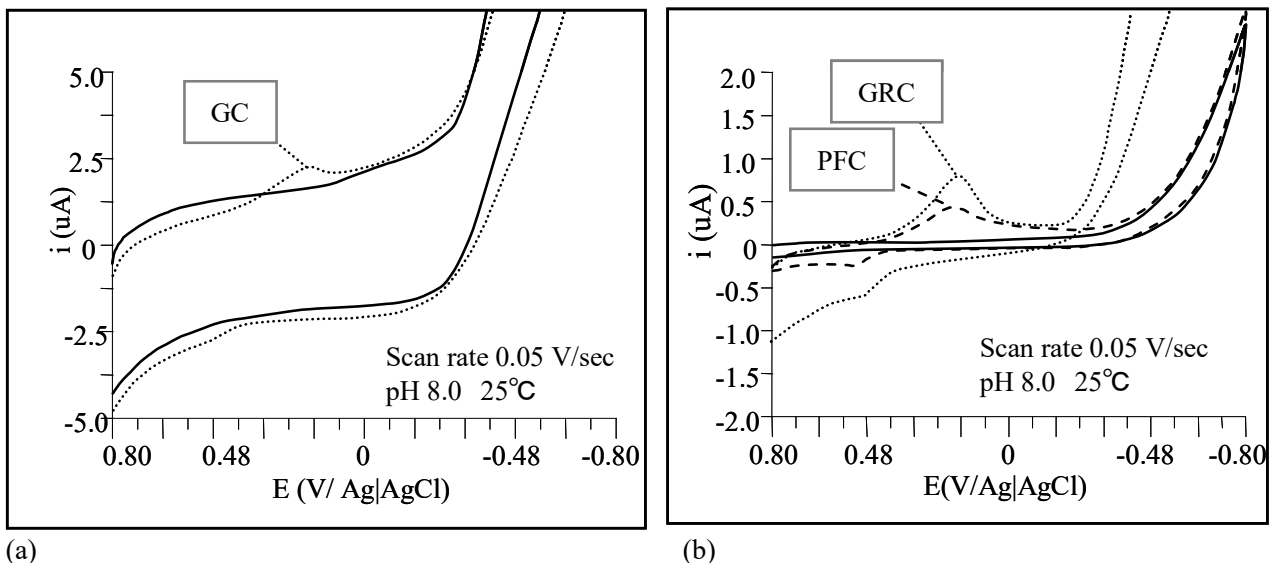 GC
5.0
2.5
0
-2.5
-5.0
i (uA)
Scan rate 0.05 V/sec
pH 8.0 25℃
0.80 0.48 0 -0.48 -0.80
E (V/ Ag|AgCl)
(a)
GRC
PFC
2.0
1.5
1.0
0.5
0
-0.5
-1.0
-1.5
-2.0
i (uA)
Scan rate 0.05 V/sec
pH 8.0 25℃
0.80 0.48 0 -0.48 -0.80
E(V/Ag|AgCl)
(b)